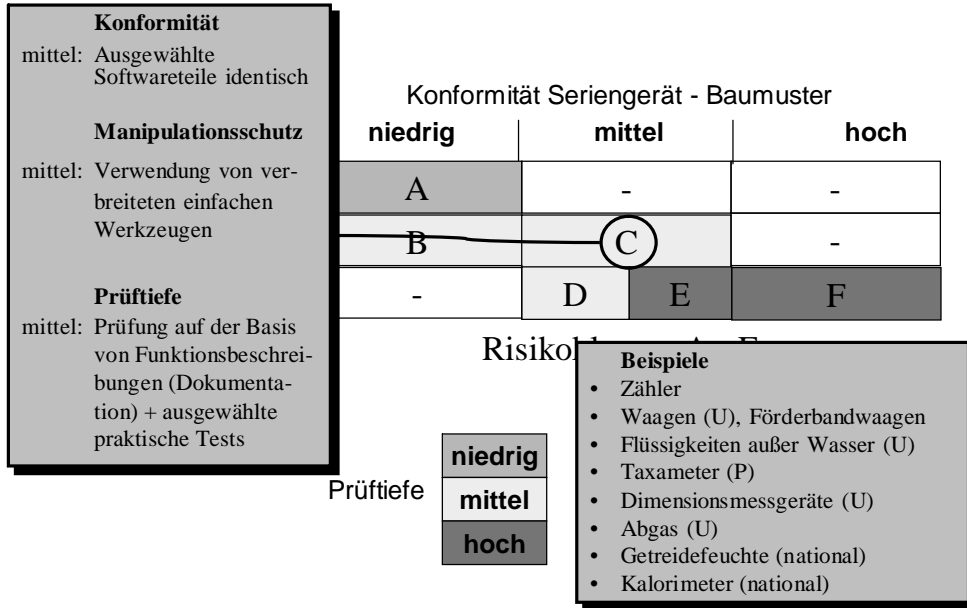 Konformität
mittel: Ausgewählte
Softwareteile identisch
Manipulationsschutz
mittel: Verwendung von ver-
breiteten einfachen
Werkzeugen
Prüftiefe
mittel: Prüfung auf der Basis
von Funktionsbeschrei-
bungen (Dokumenta-
tion) + ausgewählte
praktische Tests
Konformität Seriengerät - Baumuster
niedrig mittel hoch
A - -
B C -
- D E F
Prüftiefe
niedrig
mittel
hoch
Beispiele
• Zähler
• Waagen (U), Förderbandwaagen
• Flüssigkeiten außer Wasser (U)
• Taxameter (P)
• Dimensionsmessgeräte (U)
• Abgas (U)
• Getreidefeuchte (national)
• Kalorimeter (national)